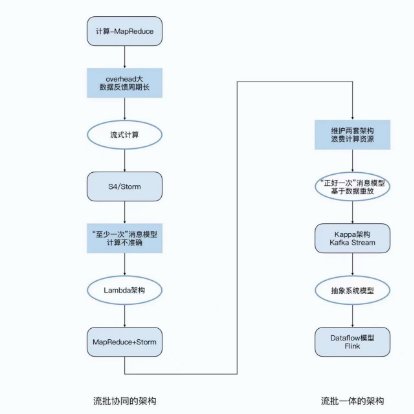 计算-MapReduce
overhead大
数据反馈周期长
流式计算
S4/Storm
“至少一次”消息模型
计算不准确
Lambda架构
MapReduce+Storm
流批协同的架构
维护两套架构
浪费计算资源
“正好一次”消息模型
基于数据重放
Kappa架构
Kafka Stream
抽象系统模型
Dataflow模型
Flink
流批一体的架构